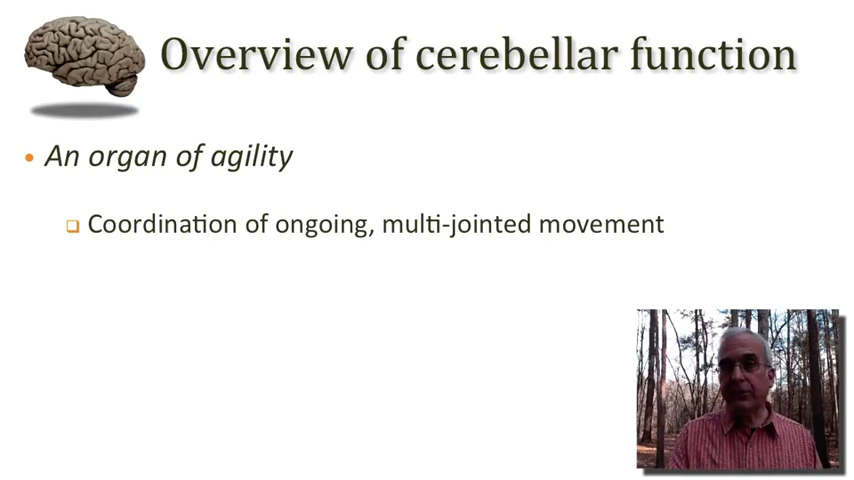 Overview of cerebellar function
• An organ of agility
❑ Coordination of ongoing, multi-jointed movement